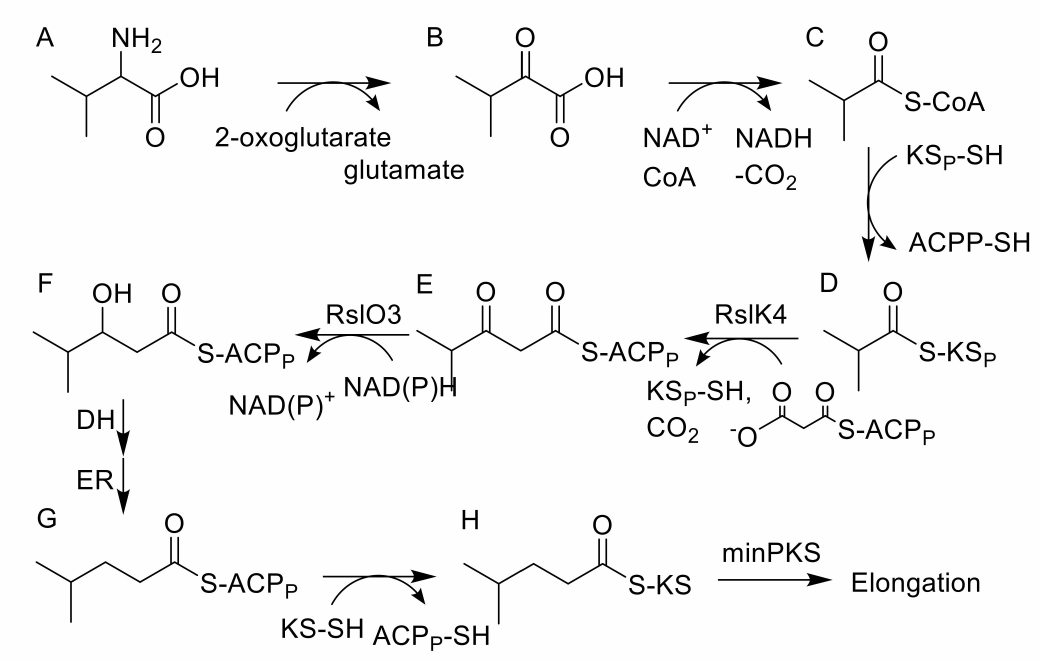 A
NH₂
OH
O
2-oxoglutarate
glutamate
B
O
OH
O
NAD⁺ NADH
CoA -CO₂
C
O
S-CoA
KSₚ-SH
ACPP-SH
F
OH O
S-ACPₚ
RslO3
NAD(P)⁺ NAD(P)H
E
O O
S-ACPₚ
RslK4
KSₚ-SH,
CO₂
O O
⁻O S-ACPₚ
D
O
S-KSₚ
DH
ER
G
O
S-ACPₚ
KS-SH ACPₚ-SH
H
O
S-KS
minPKS
Elongation